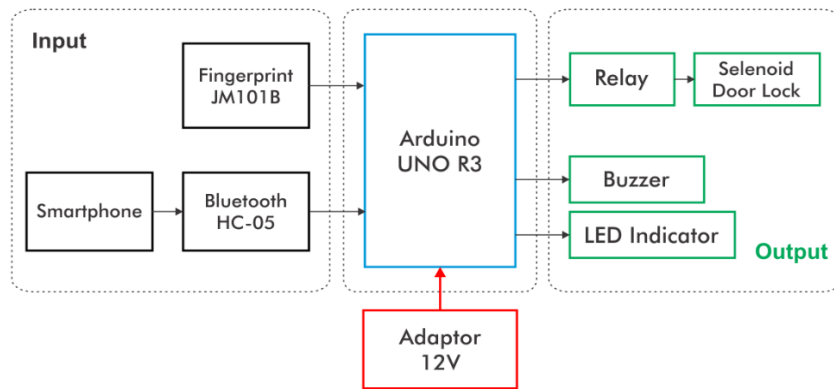 Input
Fingerprint
JM101B
Smartphone
Bluetooth
HC-05
Arduino
UNO R3
Adaptor
12V
Relay
Selenoid
Door Lock
Buzzer
LED Indicator
Output